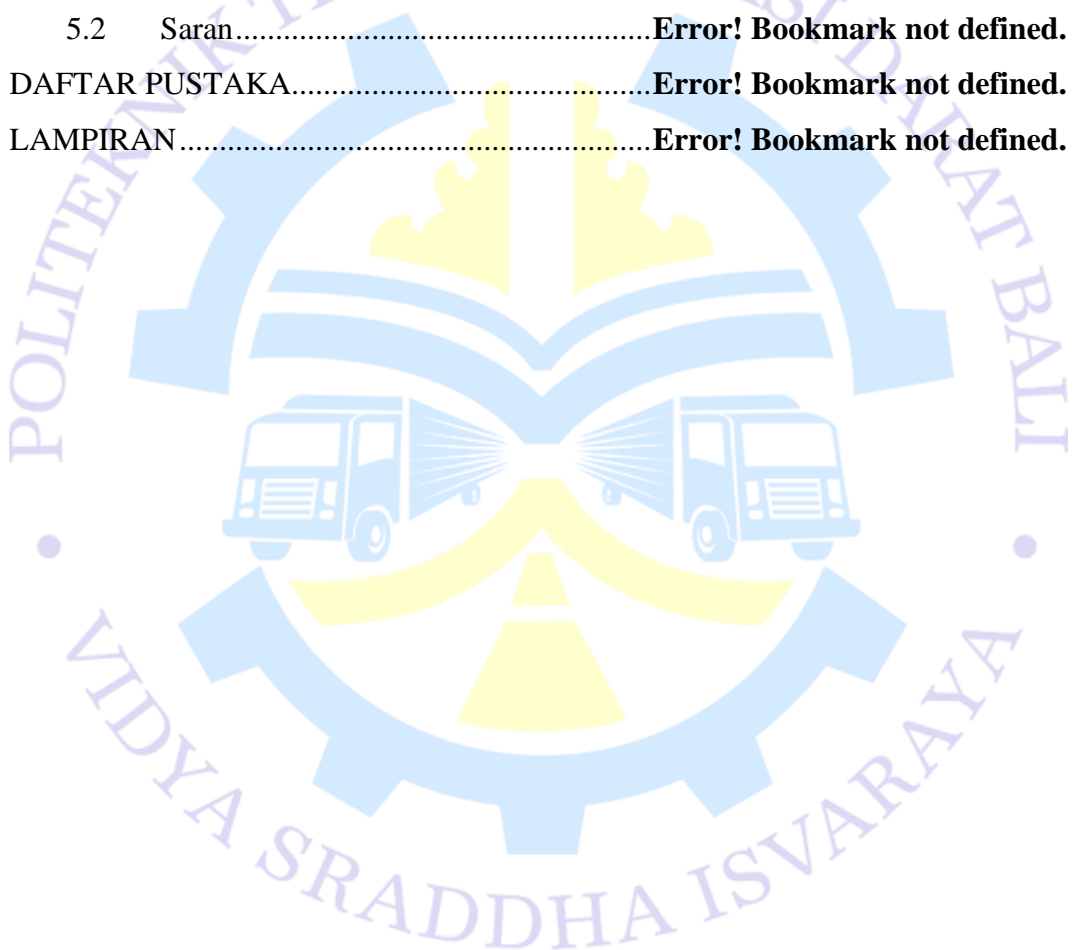 5.2 Saran........................................................Error! Bookmark not defined.
DAFTAR PUSTAKA................................................Error! Bookmark not defined.
LAMPIRAN........................................................Error! Bookmark not defined.
POLITEKNIK
DARAT BALI
VIDYA SRADDHA ISVARAYA